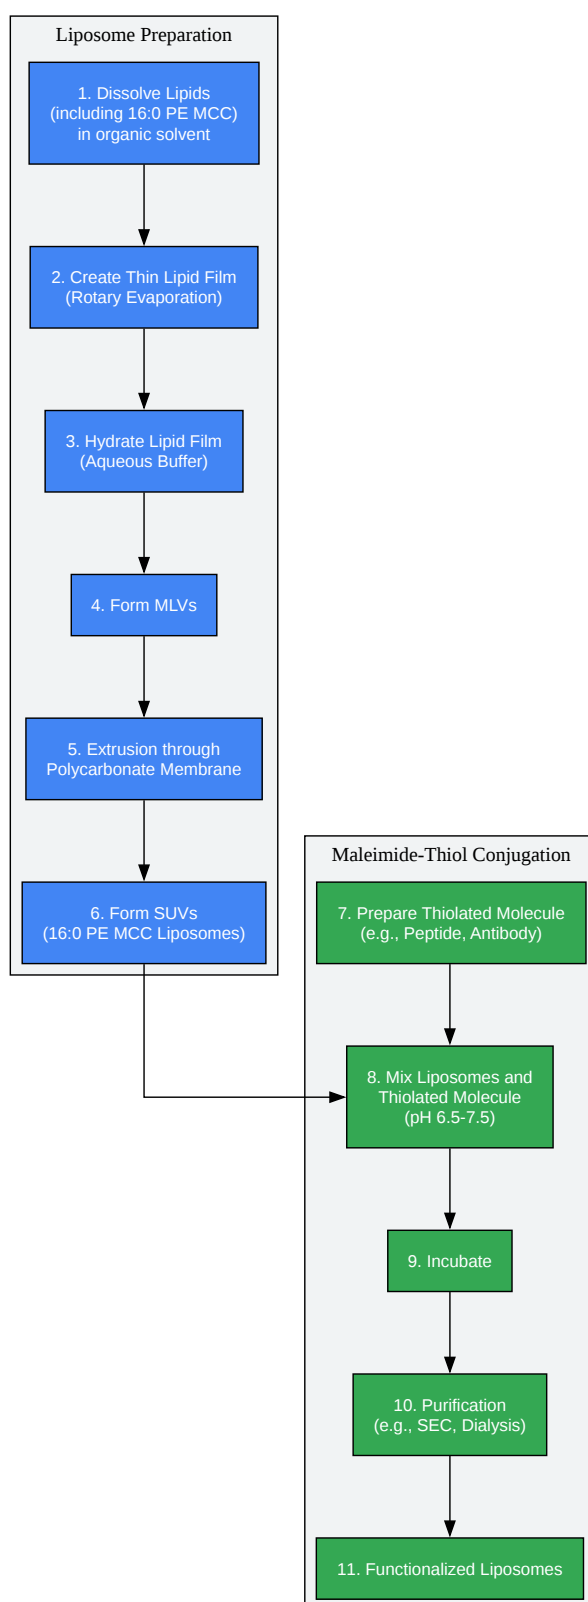 Liposome Preparation
1. Dissolve Lipids
(including 16:0 PE MCC)
in organic solvent
2. Create Thin Lipid Film
(Rotary Evaporation)
3. Hydrate Lipid Film
(Aqueous Buffer)
4. Form MLVs
5. Extrusion through
Polycarbonate Membrane
6. Form SUVs
(16:0 PE MCC Liposomes)
Maleimide-Thiol Conjugation
7. Prepare Thiolated Molecule
(e.g., Peptide, Antibody)
8. Mix Liposomes and
Thiolated Molecule
(pH 6.5-7.5)
9. Incubate
10. Purification
(e.g., SEC, Dialysis)
11. Functionalized Liposomes